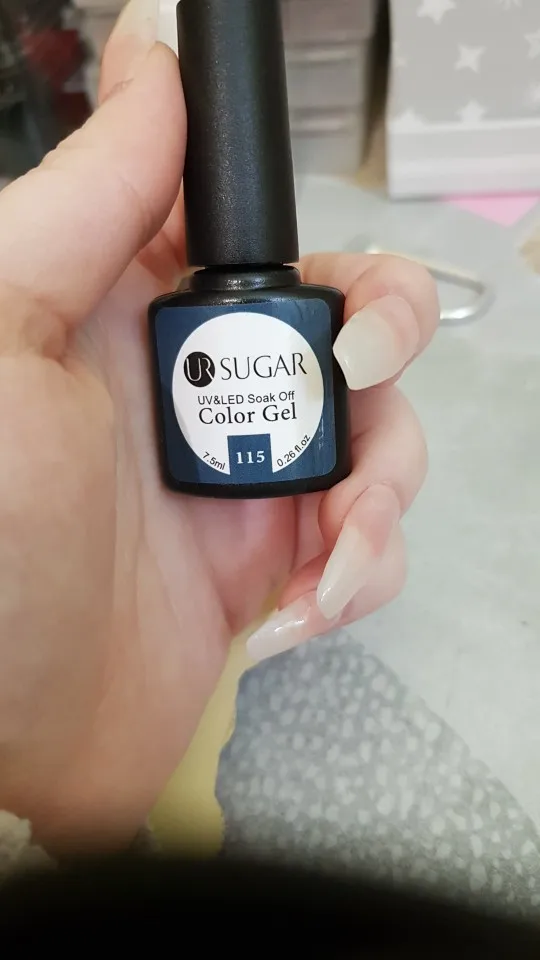 UR SUGAR
UV&LED Soak Off
Color Gel
7.5ml 115 0.26 fl.oz